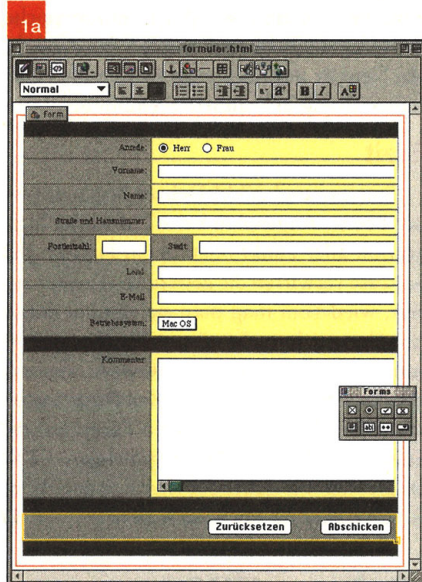 1a
formular.html
Normal
Form
Anrede: Herr Frau
Vorname:
Name:
Straße und Hausnummer:
Postleitzahl: Stadt:
Land:
E-Mail
Betriebssystem: Mac OS
Kommentar
Forms
Zurücksetzen Abschicken